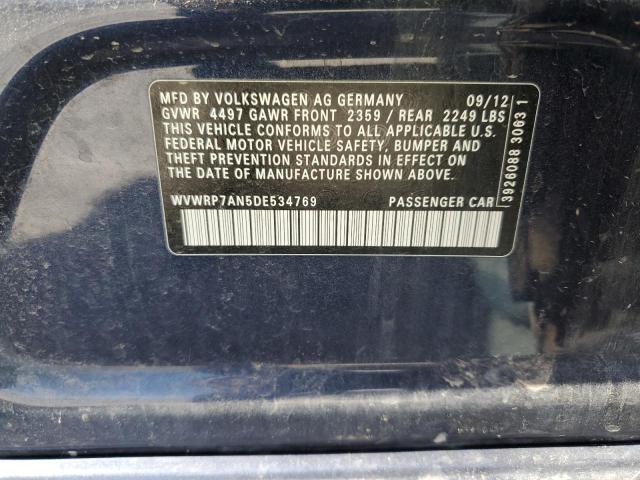 MFD BY VOLKSWAGEN AG GERMANY 09/12
GVWR 4497 GAWR FRONT 2359 / REAR 2249 LBS
THIS VEHICLE CONFORMS TO ALL APPLICABLE U.S.
FEDERAL MOTOR VEHICLE SAFETY, BUMPER AND
THEFT PREVENTION STANDARDS IN EFFECT ON
THE DATE OF MANUFACTURE SHOWN ABOVE.
WVWRP7AN5DE534769 PASSENGER CAR
3926088 3063 1